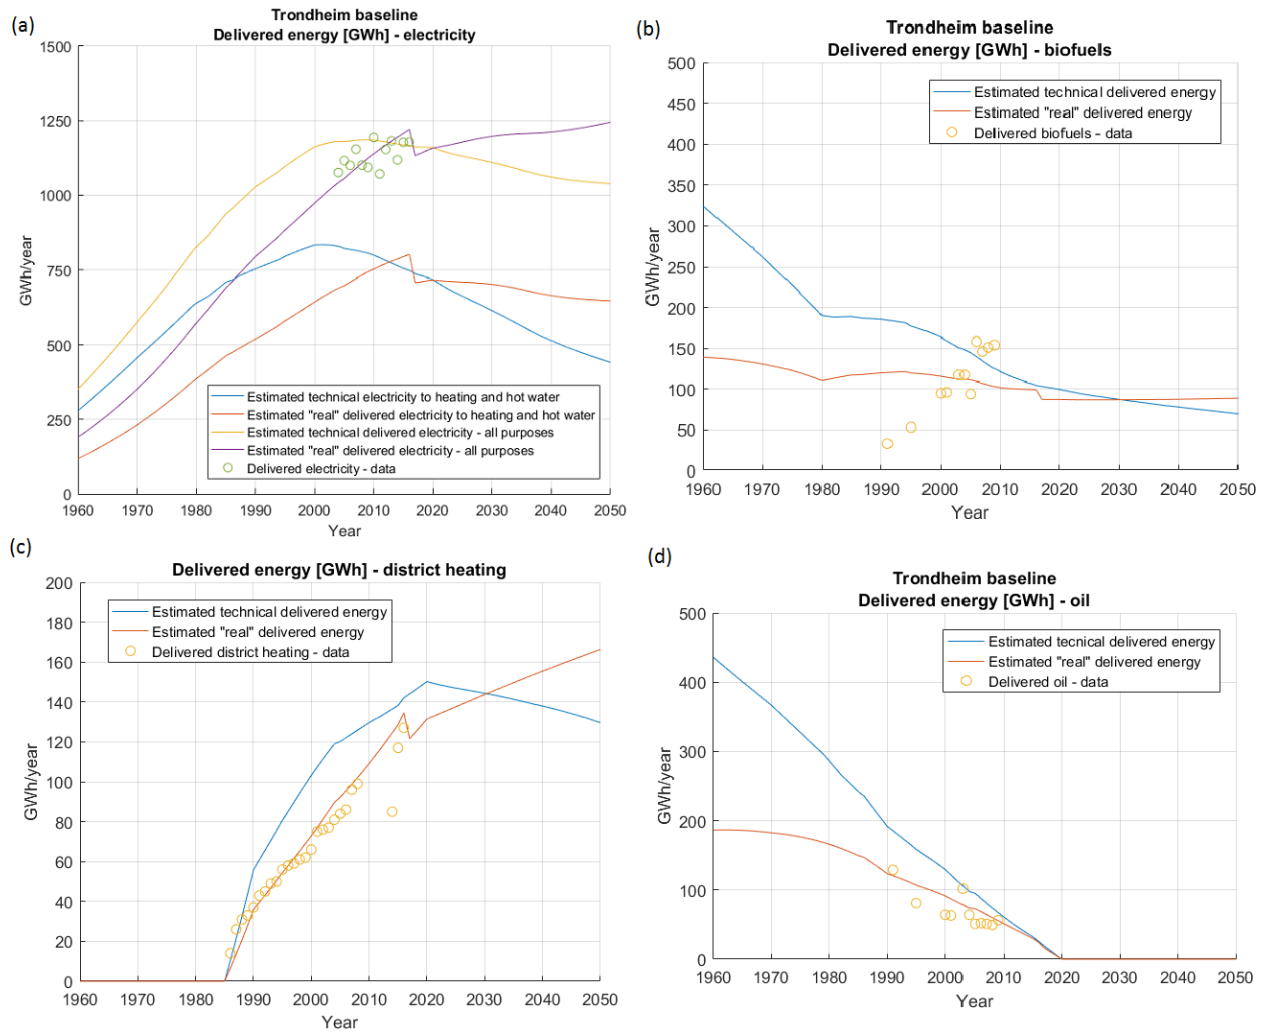 (a)
Trondheim baseline
Delivered energy [GWh] - electricity
1500
1250
1000
750
500
250
0
GWh/year
Estimated technical electricity to heating and hot water
Estimated "real" delivered electricity to heating and hot water
Estimated technical delivered electricity - all purposes
Estimated "real" delivered electricity - all purposes
Delivered electricity - data
1960 1970 1980 1990 2000 2010 2020 2030 2040 2050
Year
(b)
Trondheim baseline
Delivered energy [GWh] - biofuels
500
450
400
350
300
250
200
150
100
50
0
GWh/year
Estimated technical delivered energy
Estimated "real" delivered energy
Delivered biofuels - data
1960 1970 1980 1990 2000 2010 2020 2030 2040 2050
Year
(c)
Delivered energy [GWh] - district heating
200
180
160
140
120
100
80
60
40
20
0
GWh/year
Estimated technical delivered energy
Estimated "real" delivered energy
Delivered district heating - data
1960 1970 1980 1990 2000 2010 2020 2030 2040 2050
Year
(d)
Trondheim baseline
Delivered energy [GWh] - oil
500
400
300
200
100
0
GWh/year
Estimated tecnical delivered energy
Estimated "real" delivered energy
Delivered oil - data
1960 1970 1980 1990 2000 2010 2020 2030 2040 2050
Year